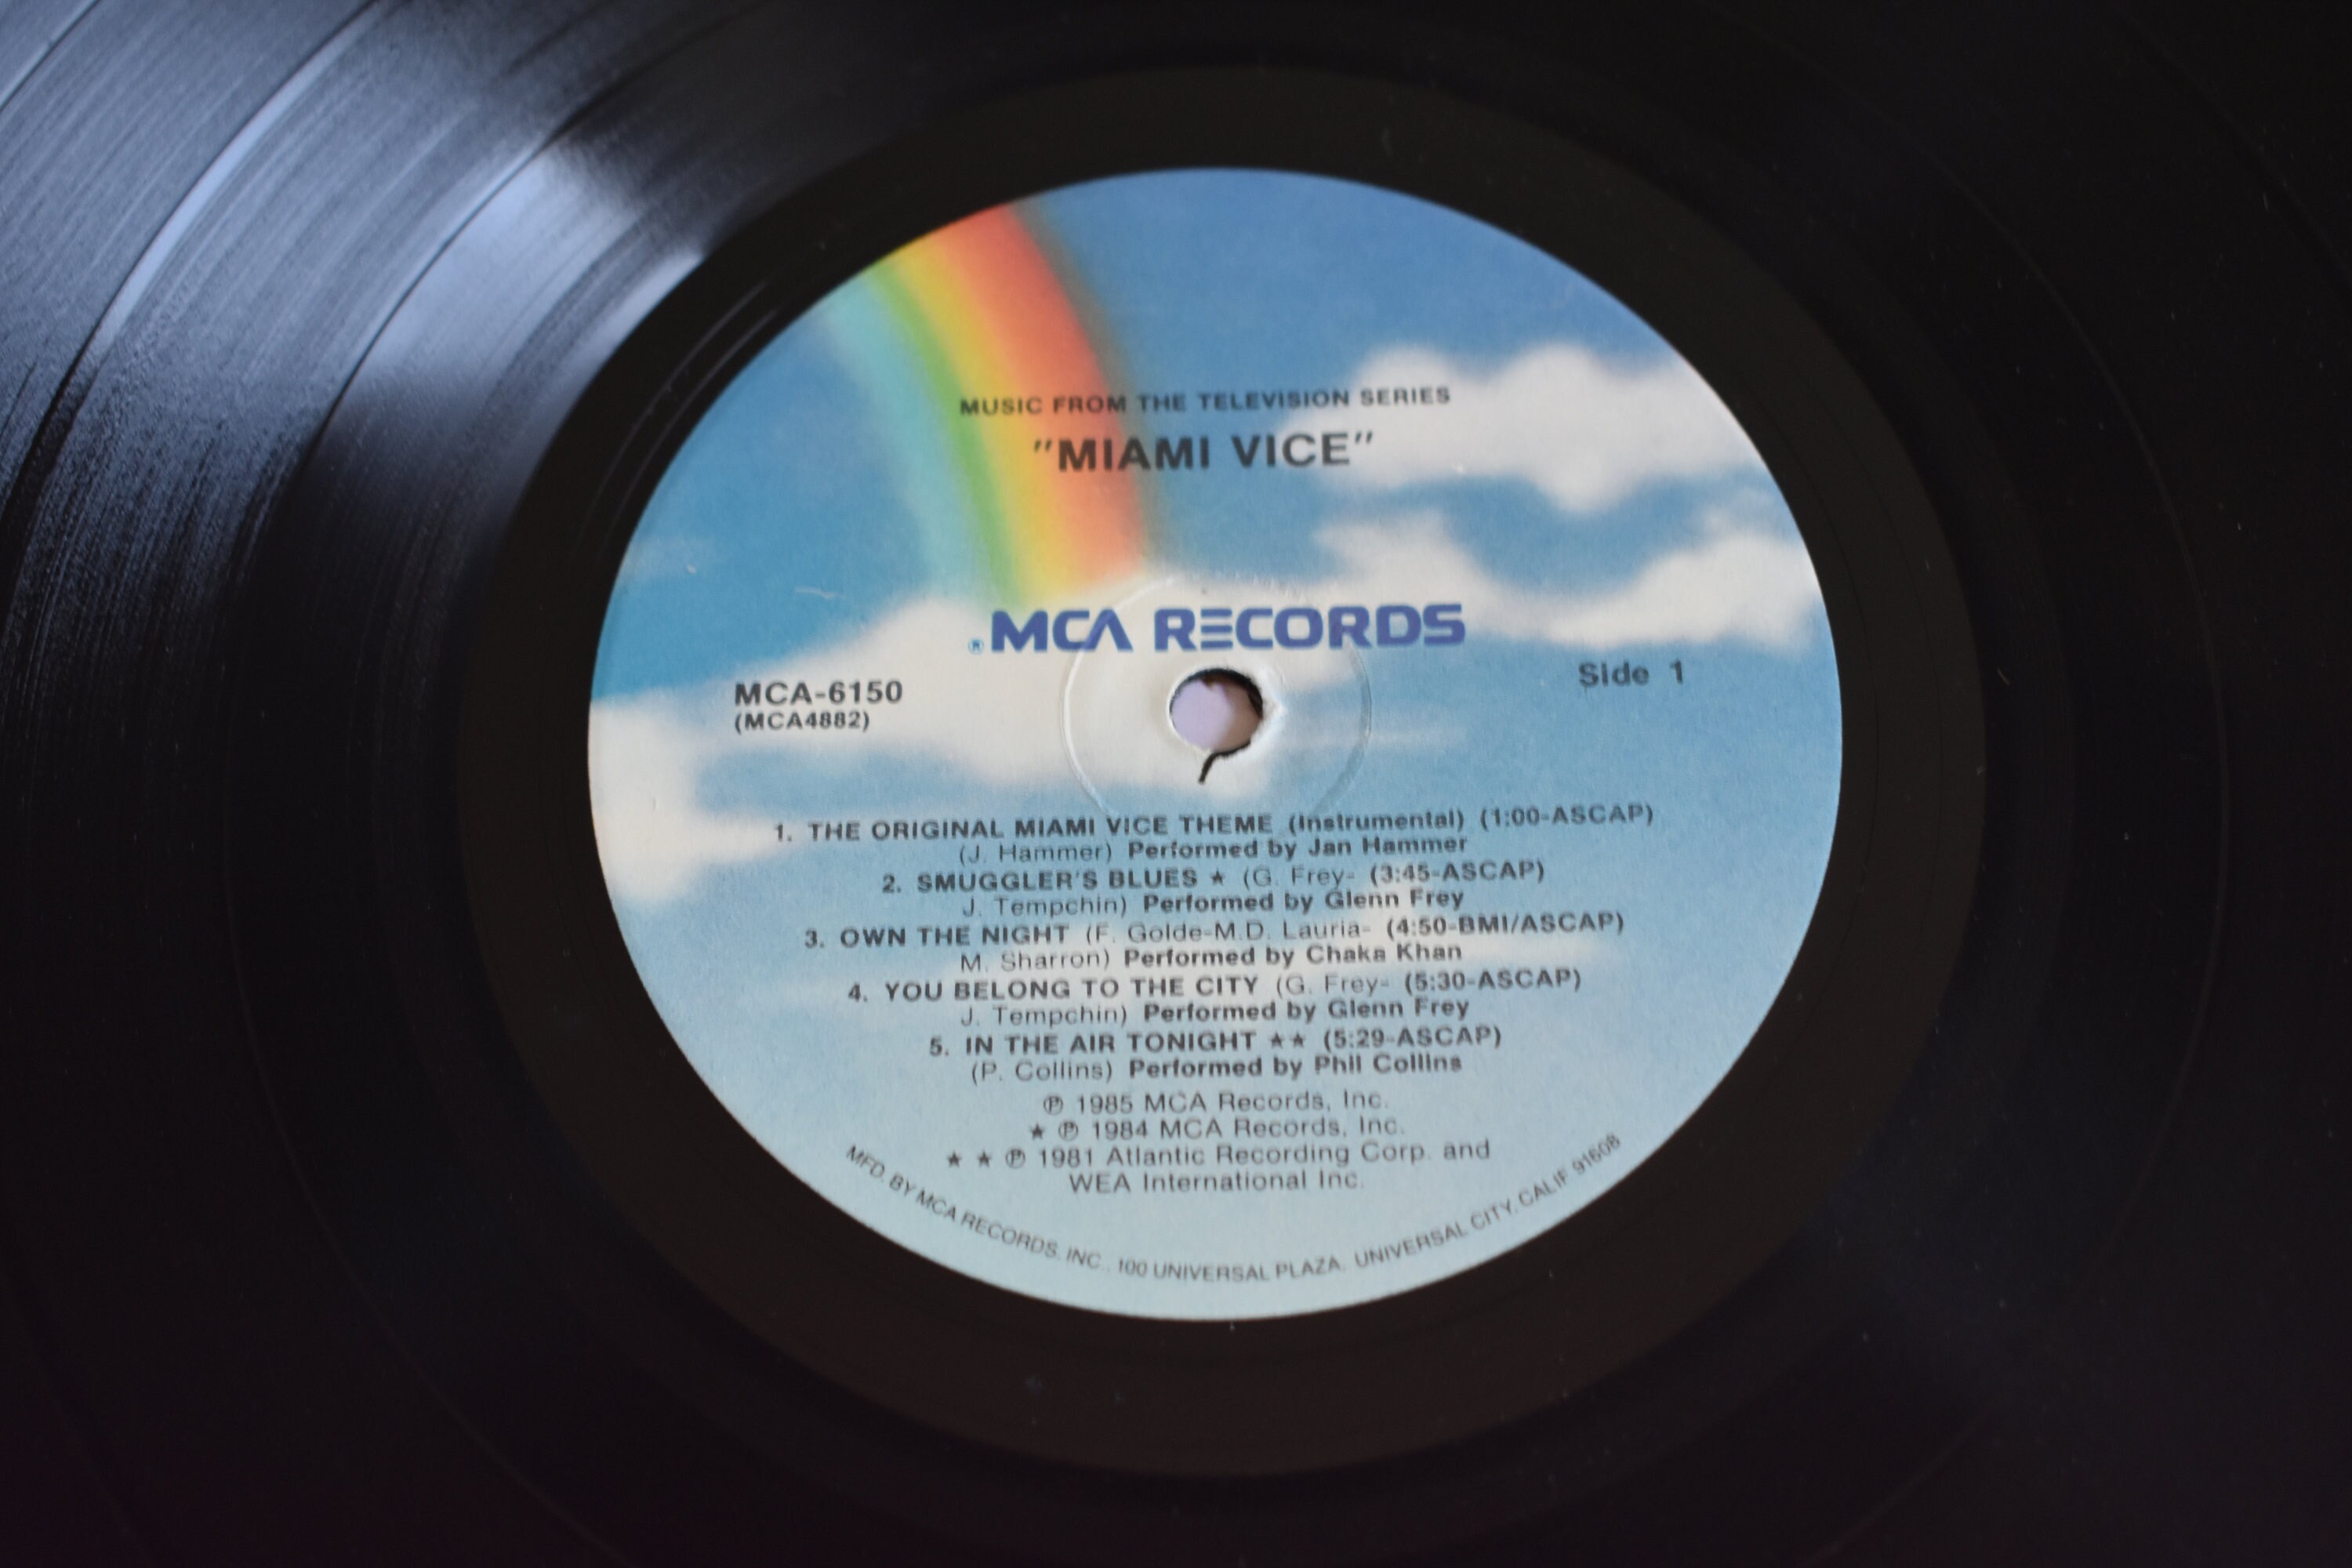 MUSIC FROM THE TELEVISION SERIES
"MIAMI VICE"
® MCA RECORDS
MCA-6150
(MCA4882)
Side 1
1. THE ORIGINAL MIAMI VICE THEME (Instrumental) (1:00-ASCAP)
(J. Hammer) Performed by Jan Hammer
2. SMUGGLER'S BLUES ★ (G. Frey- (3:45-ASCAP)
J. Tempchin) Performed by Glenn Frey
3. OWN THE NIGHT (F. Golde-M.D. Lauria- (4:50-BMI/ASCAP)
M. Sharron) Performed by Chaka Khan
4. YOU BELONG TO THE CITY (G. Frey- (5:30-ASCAP)
J. Tempchin) Performed by Glenn Frey
5. IN THE AIR TONIGHT ★★ (5:29-ASCAP)
(P. Collins) Performed by Phil Collins
℗ 1985 MCA Records, Inc.
★ ℗ 1984 MCA Records, Inc.
★ ★ ℗ 1981 Atlantic Recording Corp. and
WEA International Inc.
MFD. BY MCA RECORDS, INC., 100 UNIVERSAL PLAZA, UNIVERSAL CITY, CALIF. 91608